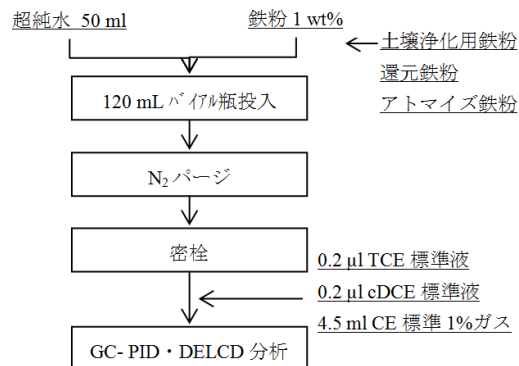 超純水 50 ml
鉄粉 1 wt%
土壌浄化用鉄粉
還元鉄粉
アトマイズ鉄粉
120 mL ﾊﾞｲｱﾙ瓶投入
N₂ パージ
密栓
0.2 µl TCE 標準液
0.2 µl cDCE 標準液
4.5 ml CE 標準 1%ガス
GC- PID・DELCD 分析